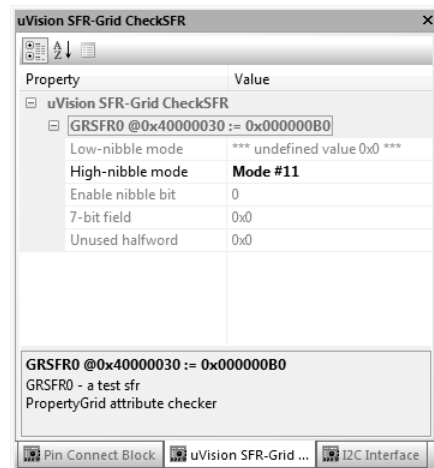 uVision SFR-Grid CheckSFR
Property Value
uVision SFR-Grid CheckSFR
GRSFR0 @0x40000030 := 0x000000B0
Low-nibble mode *** undefined value 0x0 ***
High-nibble mode Mode #11
Enable nibble bit 0
7-bit field 0x0
Unused halfword 0x0
GRSFR0 @0x40000030 := 0x000000B0
GRSFR0 - a test sfr
PropertyGrid attribute checker
Pin Connect Block uVision SFR-Grid ... I2C Interface